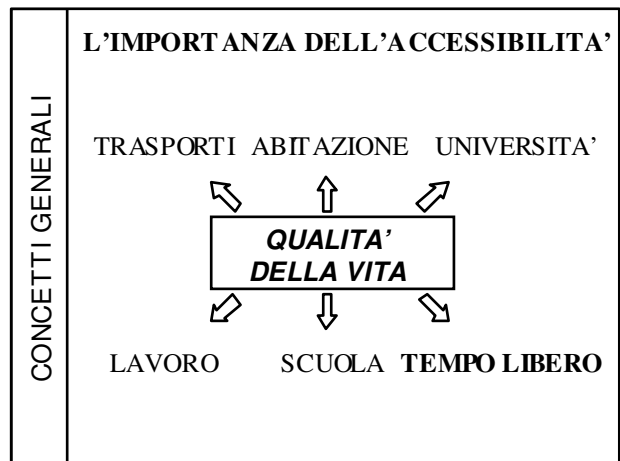 L'IMPORTANZA DELL'ACCESSIBILITA'
CONCETTI GENERALI
TRASPORTI ABITAZIONE UNIVERSITA'
QUALITA'
DELLA VITA
LAVORO SCUOLA TEMPO LIBERO